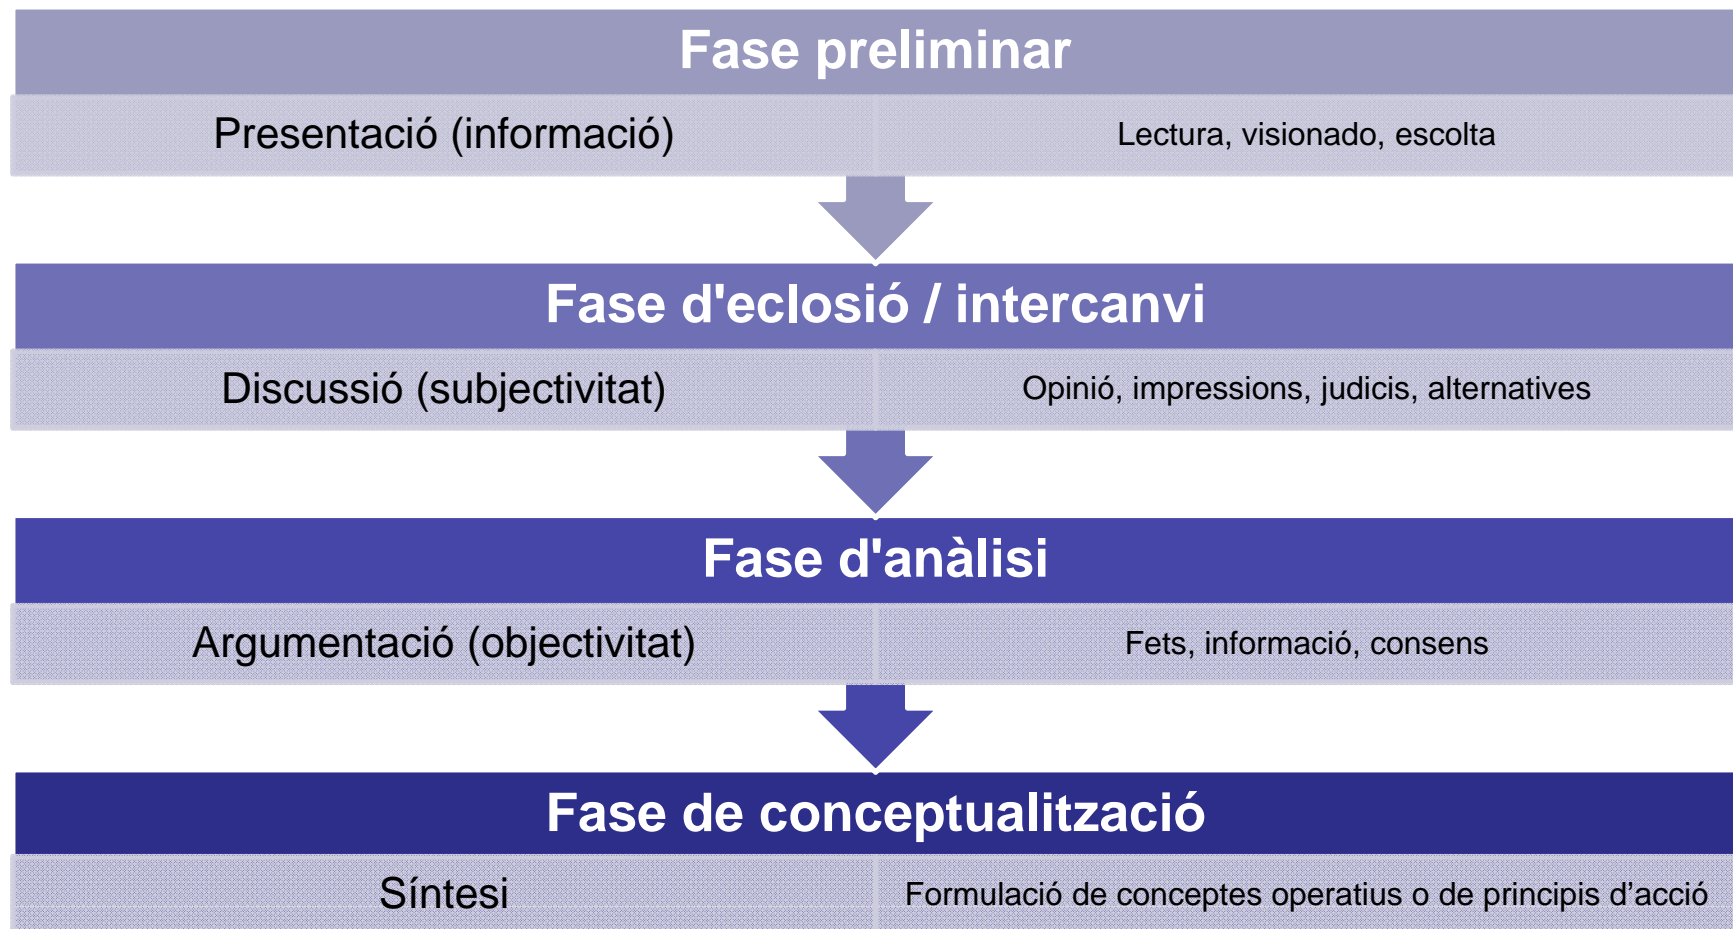 Fase preliminar
Presentació (informació)
Lectura, visionado, escolta
Fase d'eclosió / intercanvi
Discussió (subjectivitat)
Opinió, impressions, judicis, alternatives
Fase d'anàlisi
Argumentació (objectivitat)
Fets, informació, consens
Fase de conceptualització
Síntesi
Formulació de conceptes operatius o de principis d’acció